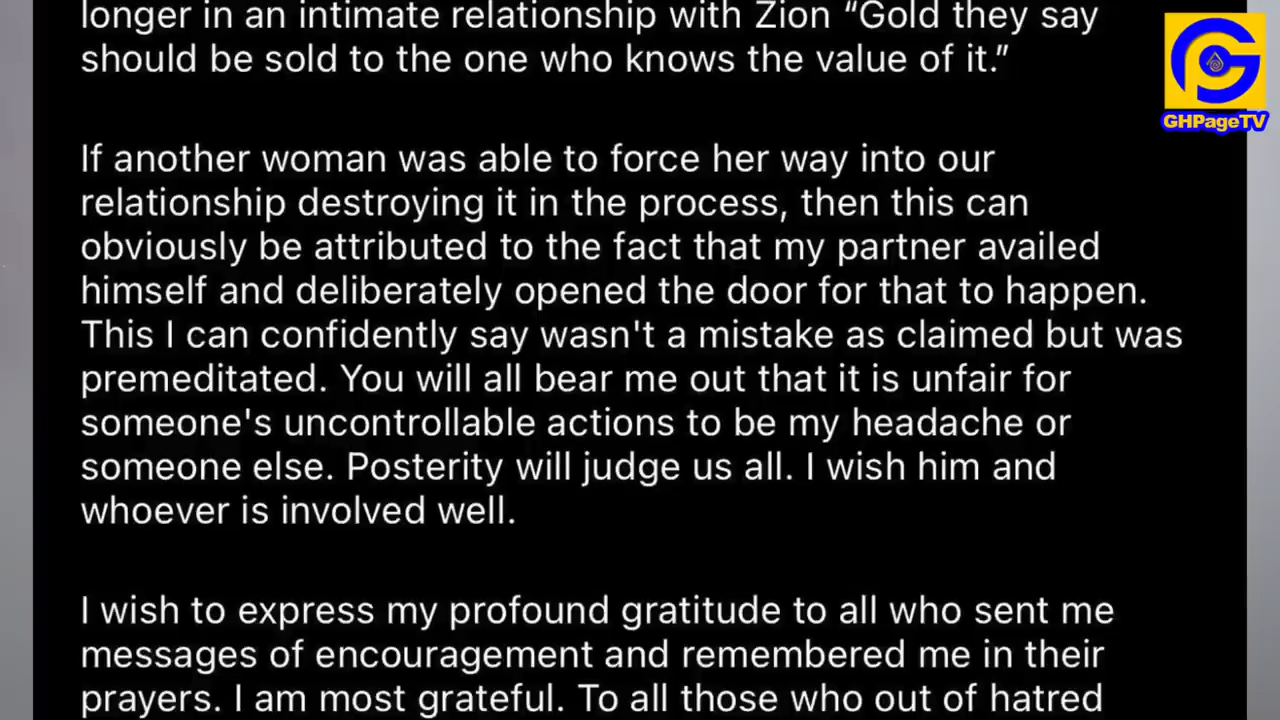 longer in an intimate relationship with Zion “Gold they say
should be sold to the one who knows the value of it.”
GHPageTV
If another woman was able to force her way into our
relationship destroying it in the process, then this can
obviously be attributed to the fact that my partner availed
himself and deliberately opened the door for that to happen.
This I can confidently say wasn't a mistake as claimed but was
premeditated. You will all bear me out that it is unfair for
someone's uncontrollable actions to be my headache or
someone else. Posterity will judge us all. I wish him and
whoever is involved well.
I wish to express my profound gratitude to all who sent me
messages of encouragement and remembered me in their
prayers. I am most grateful. To all those who out of hatred